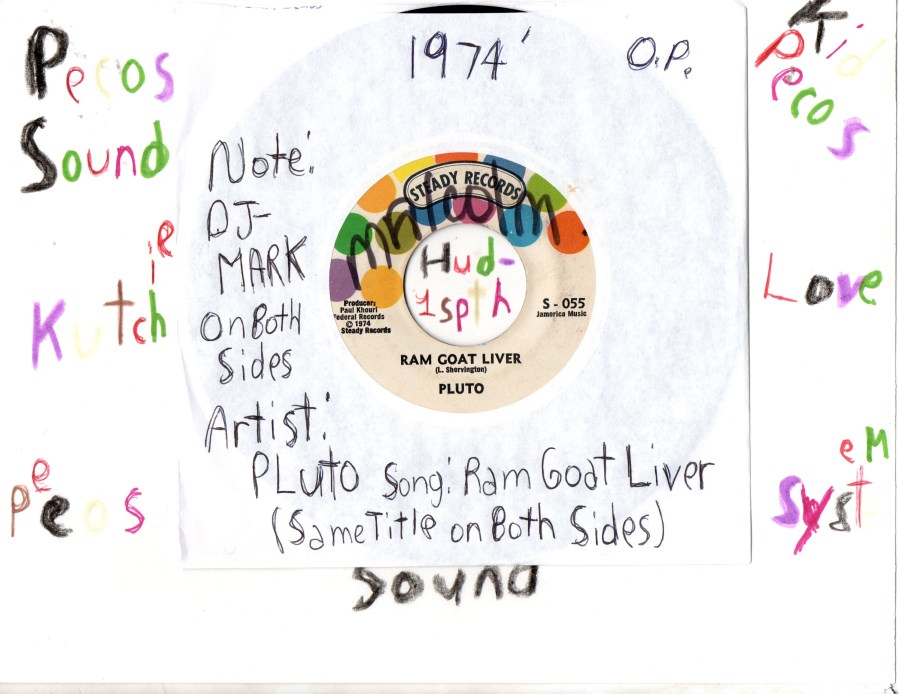 Pecos
Sound
Kutchie
Pecos
1974'
O.P.
Note:
DJ-
MARK
on Both
Sides
STEADY RECORDS
malcolm.
Hud-
1spth
Producer:
Paul Khouri
Federal Records
© 1974
Steady Records
S - 055
Jamerica Music
RAM GOAT LIVER
(L. Shervington)
PLUTO
Artist:
PLuto Song: Ram Goat Liver
(Same Title on Both Sides)
Sound
Kid
Pecos
Love
System